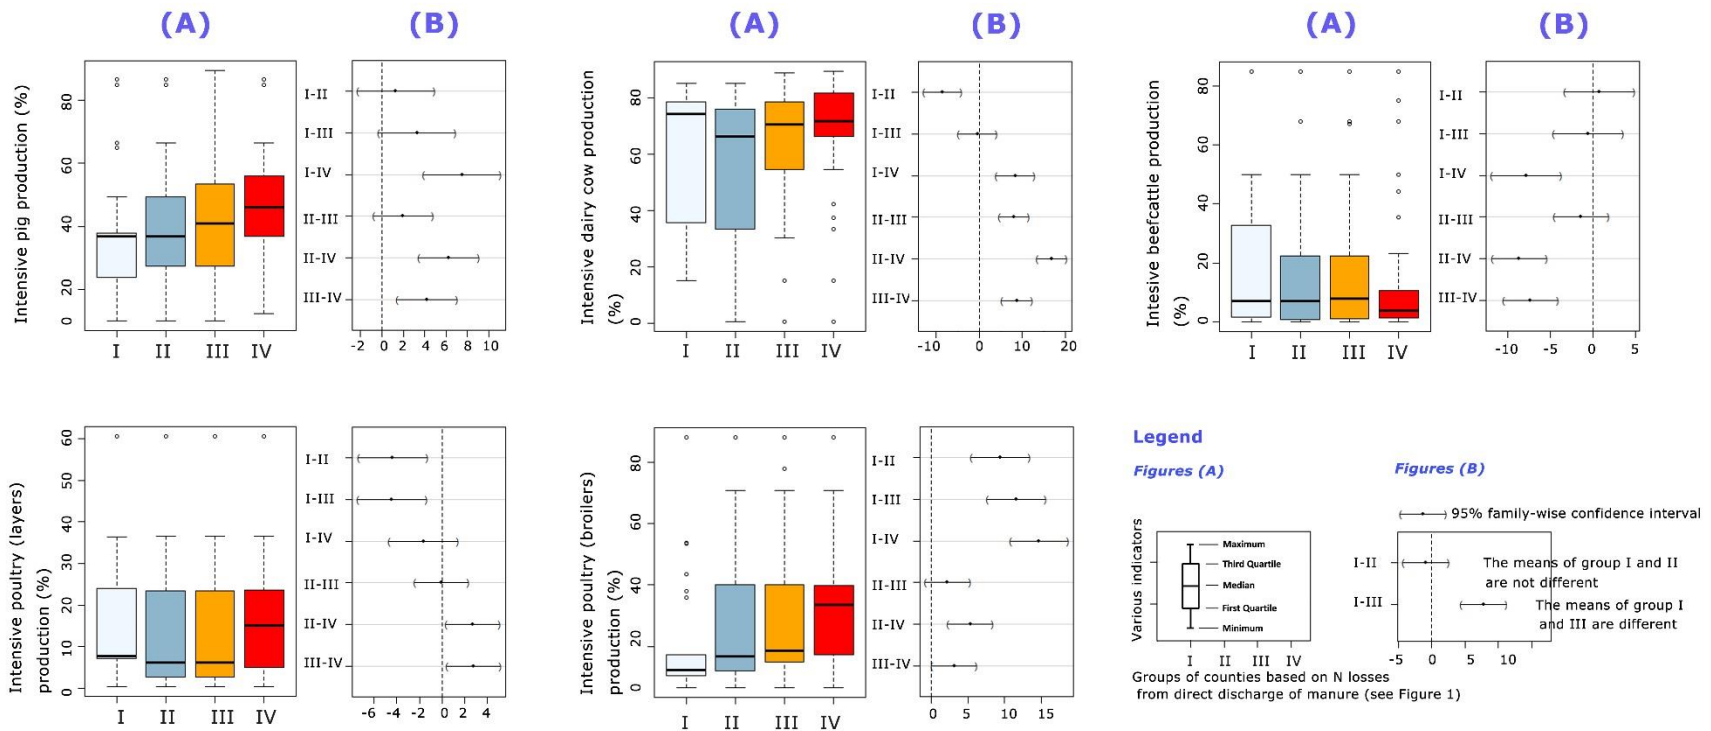 (A)
(B)
(A)
(B)
(A)
(B)
Intensive pig production (%)
80
60
40
20
0
I II III IV
I-II
I-III
I-IV
II-III
II-IV
III-IV
-2 0 2 4 6 8 10
Intensive dairy cow production
(%)
80
60
40
20
0
I II III IV
I-II
I-III
I-IV
II-III
II-IV
III-IV
-10 0 10 20
Intesive beefcattle production
(%)
80
60
40
20
0
I II III IV
I-II
I-III
I-IV
II-III
II-IV
III-IV
-10 -5 0 5
Intensive poultry (layers)
production (%)
60
50
40
30
20
10
0
I II III IV
I-II
I-III
I-IV
II-III
II-IV
III-IV
-6 -4 -2 0 2 4
Intensive poultry (broilers)
production (%)
80
60
40
20
0
I II III IV
I-II
I-III
I-IV
II-III
II-IV
III-IV
0 5 10 15
Legend
Figures (A)
Various indicators
Maximum
Third Quartile
Median
First Quartile
Minimum
I II III IV
Groups of counties based on N losses
from direct discharge of manure (see Figure 1)
Figures (B)
95% family-wise confidence interval
I-II
The means of group I and II
are not different
I-III
The means of group I
and III are different
-5 0 5 10